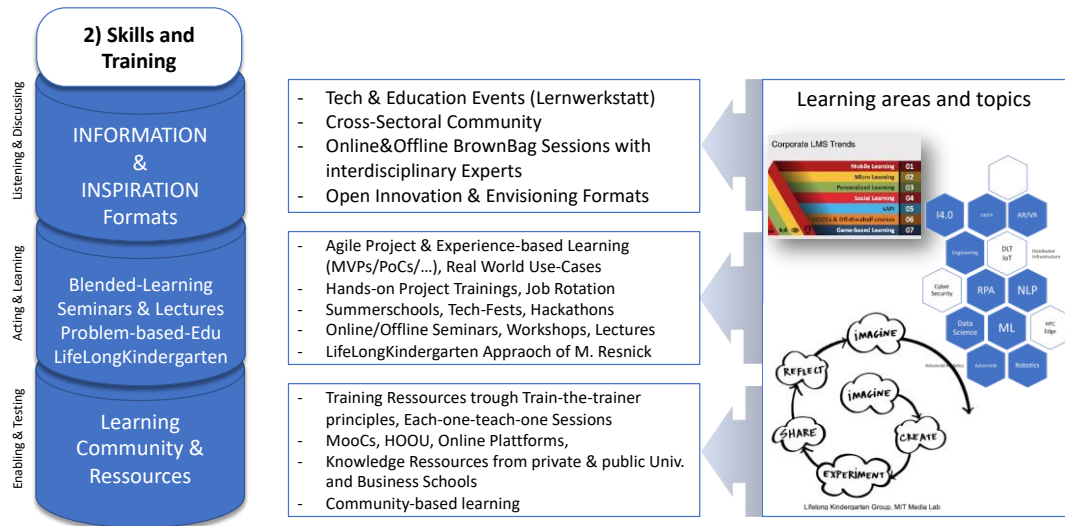 2) Skills and
Training
Listening & Discussing
INFORMATION
&
INSPIRATION
Formats
- Tech & Education Events (Lernwerkstatt)
- Cross-Sectoral Community
- Online&Offline BrownBag Sessions with
interdisciplinary Experts
- Open Innovation & Envisioning Formats
Acting & Learning
Blended-Learning
Seminars & Lectures
Problem-based-Edu
LifeLongKindergarten
- Agile Project & Experience-based Learning
(MVPs/PoCs/...), Real World Use-Cases
- Hands-on Project Trainings, Job Rotation
- Summerschools, Tech-Fests, Hackathons
- Online/Offline Seminars, Workshops, Lectures
- LifeLongKindergarten Appraoch of M. Resnick
Enabling & Testing
Learning
Community &
Ressources
- Training Ressources trough Train-the-trainer
principles, Each-one-teach-one Sessions
- MooCs, HOOU, Online Plattforms,
- Knowledge Ressources from private & public Univ.
and Business Schools
- Community-based learning
Learning areas and topics
Corporate LMS Trends
Mobile Learning 01
Micro Learning 02
Personalized Learning 03
Social Learning 04
xAPI 05
& Off-the-shelf courses 06
Game-based Learning 07
I4.0
AR/VR
Engineering
DLT
IoT
Distributed
Infrastructure
Cyber
Security
RPA
NLP
Data
Science
ML
HPC
Edge
Robotics
IMAGINE
REFLECT
IMAGINE
SHARE
CREATE
EXPERIMENT
Lifelong Kindergarten Group, MIT Media Lab